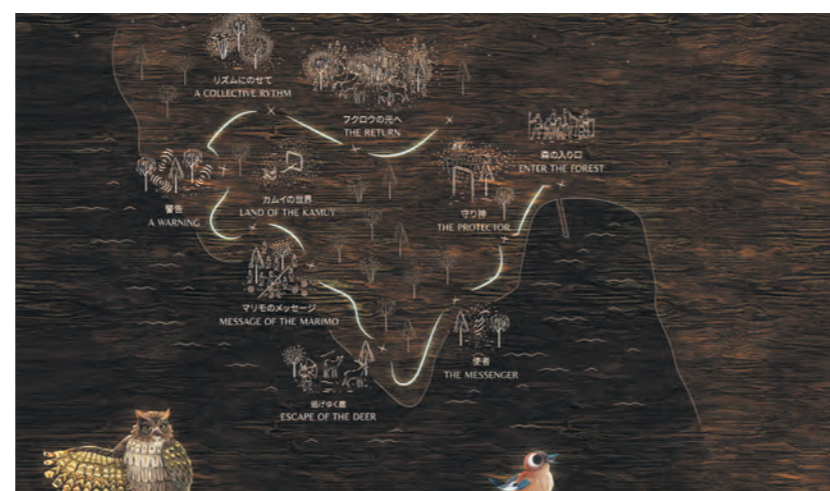 リズムにのせて
A COLLECTIVE RYTHM
フクロウの元へ
THE RETURN
森の入り口
ENTER THE FOREST
カムイの世界
LAND OF THE KAMUY
警告
A WARNING
守り神
THE PROTECTOR
マリモのメッセージ
MESSAGE OF THE MARIMO
使者
THE MESSENGER
逃げゆく鹿
ESCAPE OF THE DEER